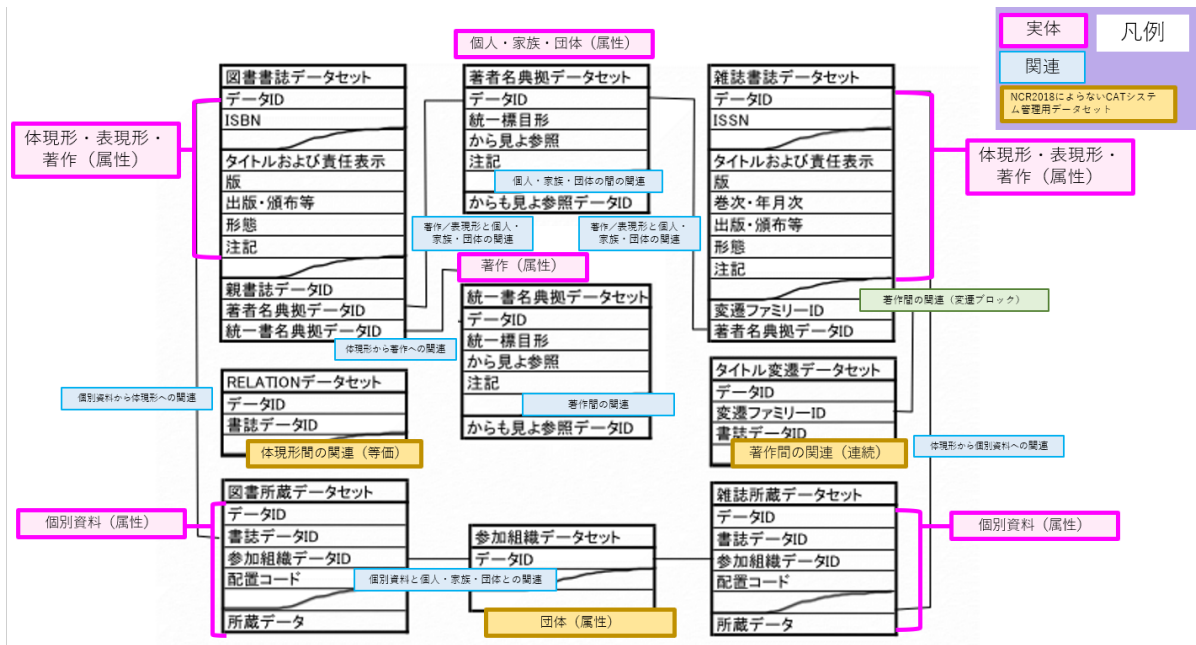 個人・家族・団体（属性）
実体
凡例
関連
NCR2018によらないCATシステ
ム管理用データセット
体現形・表現形・
著作（属性）
図書書誌データセット
データID
ISBN
タイトルおよび責任表示
版
出版・頒布等
形態
注記
親書誌データID
著者名典拠データID
統一書名典拠データID
著者名典拠データセット
データID
統一標目形
から見よ参照
注記
個人・家族・団体の間の関連
からも見よ参照データID
著作／表現形と個人・
家族・団体の関連
著作／表現形と個人・
家族・団体の関連
雑誌書誌データセット
データID
ISSN
タイトルおよび責任表示
版
巻次・年月次
出版・頒布等
形態
注記
変遷ファミリーID
著者名典拠データID
体現形・表現形・
著作（属性）
著作間の関連（変遷ブロック）
著作（属性）
統一書名典拠データセット
データID
統一標目形
から見よ参照
注記
著作間の関連
からも見よ参照データID
体現形から著作への関連
個別資料から体現形への関連
RELATIONデータセット
データID
書誌データID
体現形間の関連（等価）
タイトル変遷データセット
データID
変遷ファミリーID
書誌データID
著作間の関連（連続）
体現形から個別資料への関連
個別資料（属性）
図書所蔵データセット
データID
書誌データID
参加組織データID
配置コード
所蔵データ
個別資料と個人・家族・団体との関連
参加組織データセット
データID
団体（属性）
雑誌所蔵データセット
データID
書誌データID
参加組織データID
配置コード
所蔵データ
個別資料（属性）